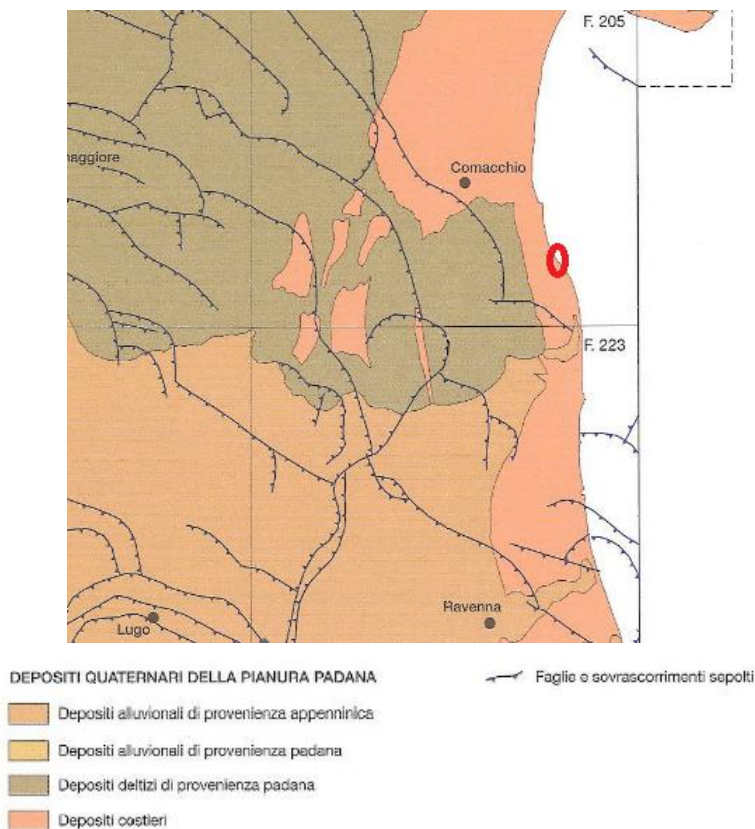 F. 205
maggiore
Comacchio
F. 223
Ravenna
Lugo
DEPOSITI QUATERNARI DELLA PIANURA PADANA
Faglie e sovrascorrimenti sepolti
Depositi alluvionali di provenienza appenninica
Depositi alluvionali di provenienza padana
Depositi deltizi di provenienza padana
Depositi costieri